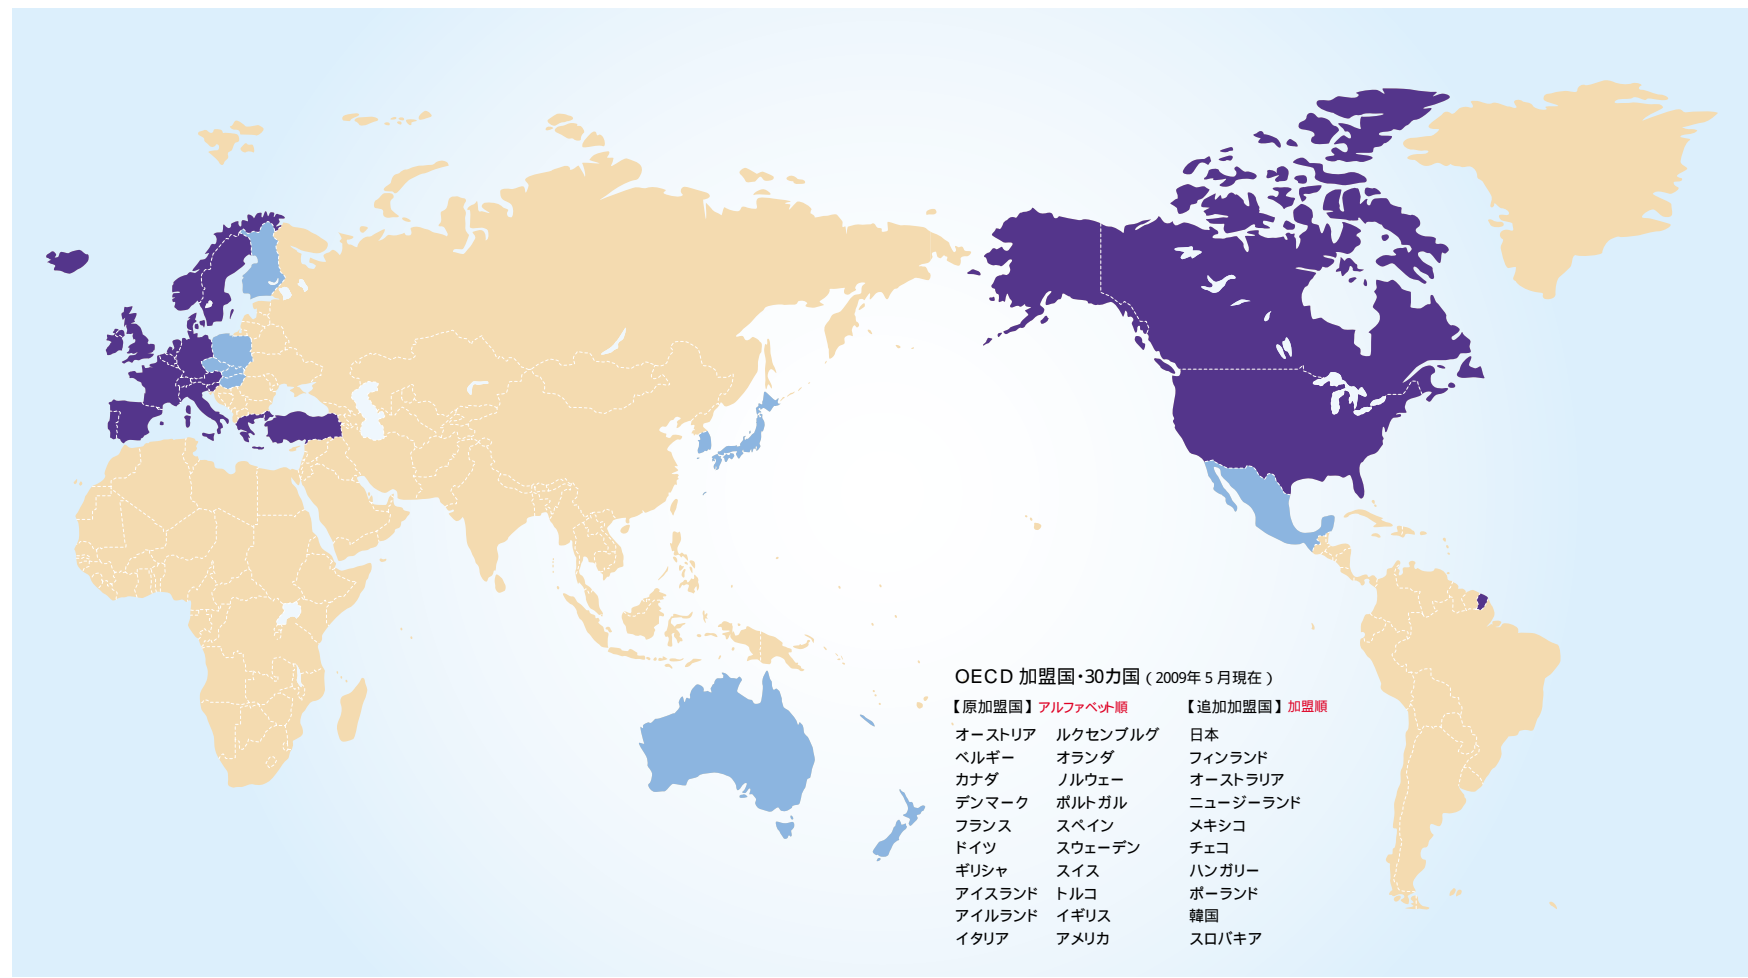 OECD 加盟国・30カ国（2009年5月現在）
【原加盟国】アルファベット順 【追加加盟国】加盟順
オーストリア ルクセンブルグ 日本
ベルギー オランダ フィンランド
カナダ ノルウェー オーストラリア
デンマーク ポルトガル ニュージーランド
フランス スペイン メキシコ
ドイツ スウェーデン チェコ
ギリシャ スイス ハンガリー
アイスランド トルコ ポーランド
アイルランド イギリス 韓国
イタリア アメリカ スロバキア